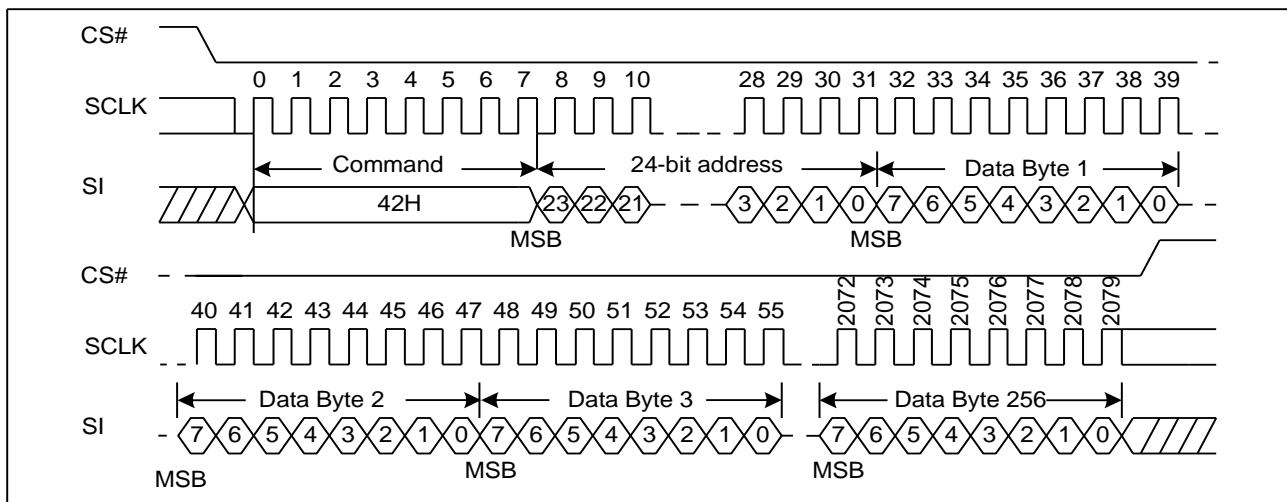 CS#
0 1 2 3 4 5 6 7 8 9 10 28 29 30 31 32 33 34 35 36 37 38 39
SCLK
Command 24-bit address Data Byte 1
SI
42H 23 22 21 3 2 1 0 7 6 5 4 3 2 1 0
MSB MSB
CS#
40 41 42 43 44 45 46 47 48 49 50 51 52 53 54 55 2072 2073 2074 2075 2076 2077 2078 2079
SCLK
Data Byte 2 Data Byte 3 Data Byte 256
SI
7 6 5 4 3 2 1 0 7 6 5 4 3 2 1 0 7 6 5 4 3 2 1 0
MSB MSB MSB